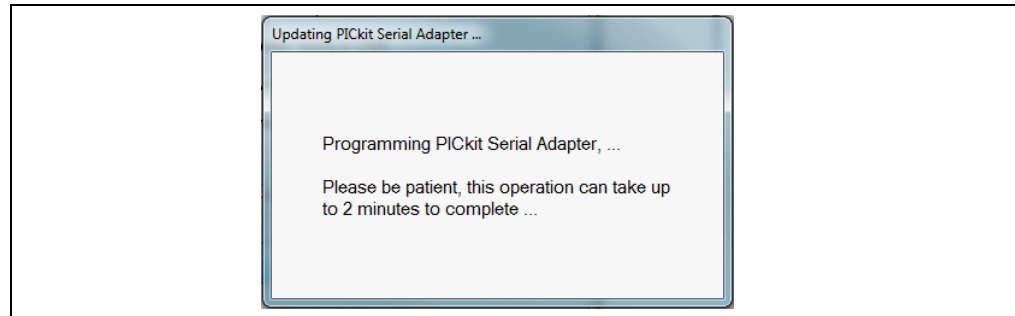 Updating PICkit Serial Adapter ...
Programming PICkit Serial Adapter, ...
Please be patient, this operation can take up
to 2 minutes to complete ...